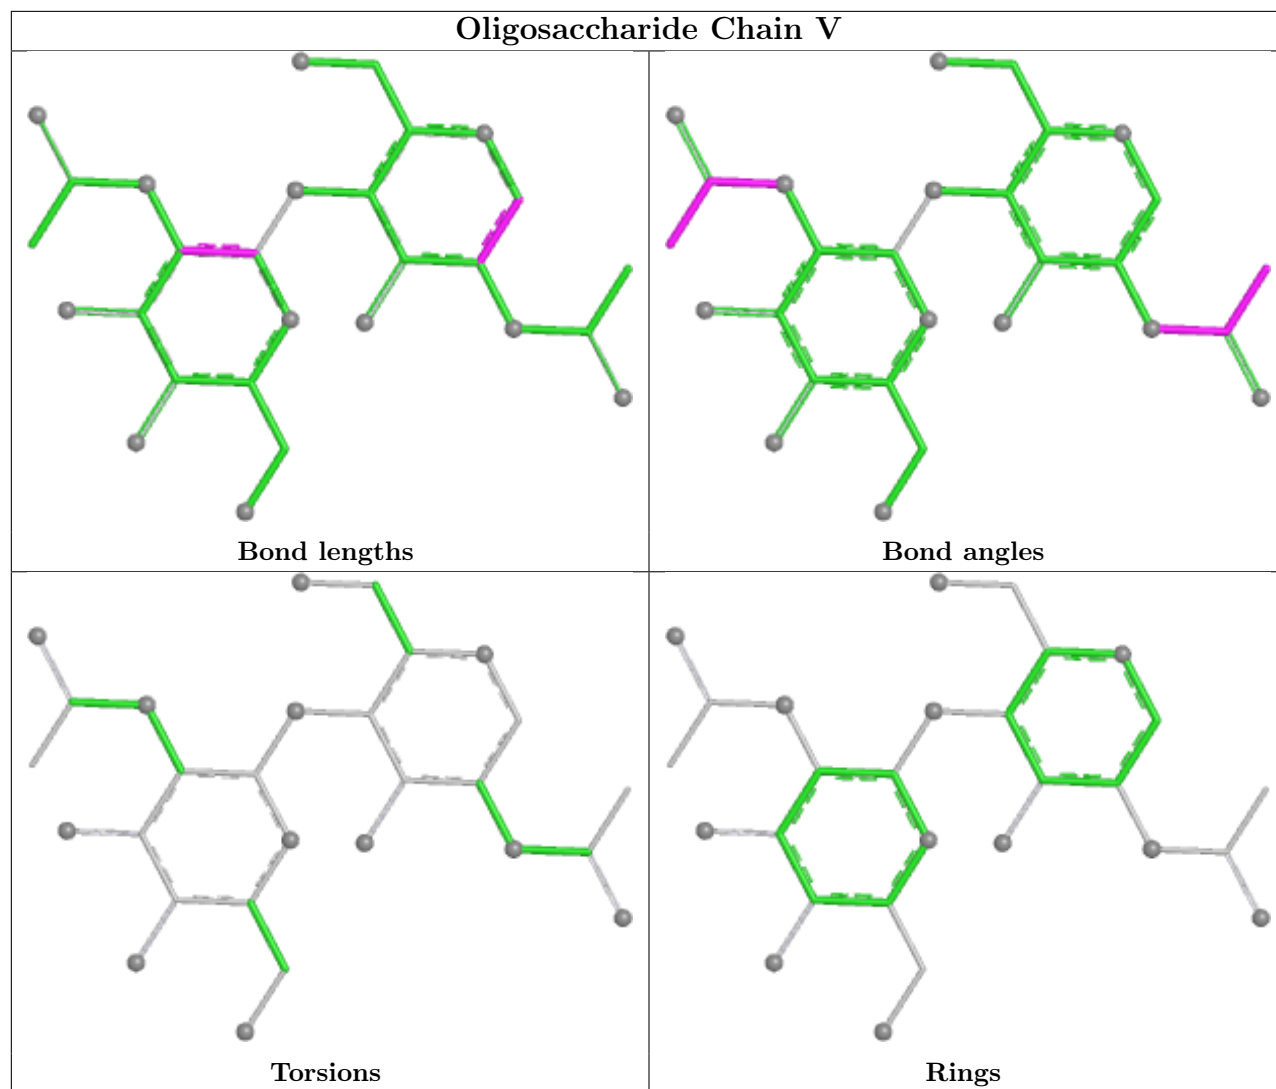 Oligosaccharide Chain V
Bond lengths
Bond angles
Torsions
Rings